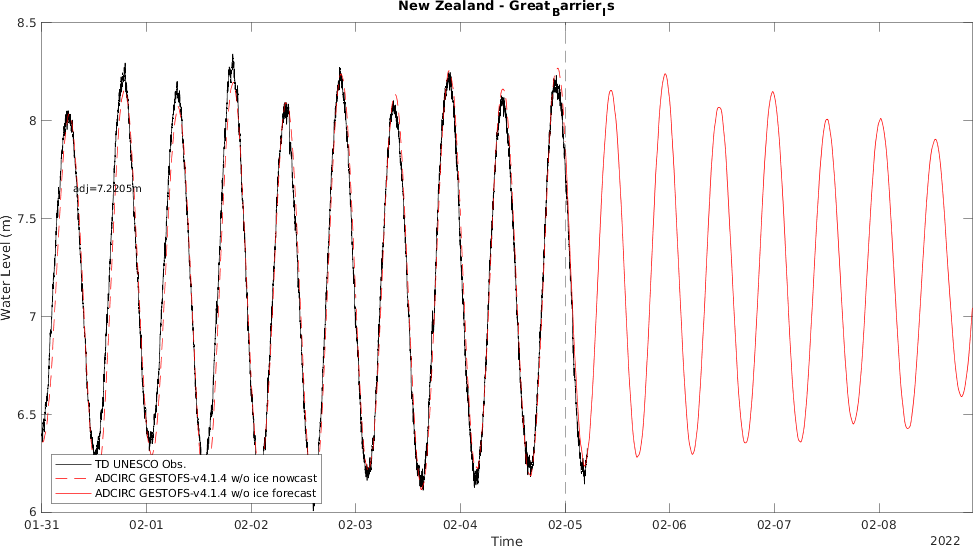 New Zealand - Great_Barrier_Is
8.5
8
7.5
7
6.5
6
Water Level (m)
adj=7.2205m
TD UNESCO Obs.
ADCIRC GESTOFS-v4.1.4 w/o ice nowcast
ADCIRC GESTOFS-v4.1.4 w/o ice forecast
01-31 02-01 02-02 02-03 02-04 02-05 02-06 02-07 02-08
Time
2022